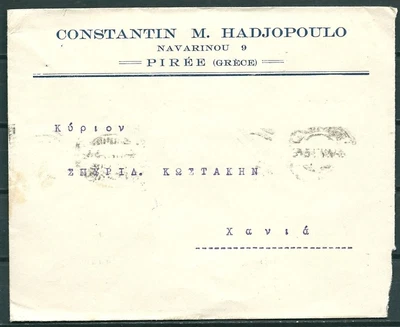 CONSTANTIN M. HADJOPOULO
NAVARINOU 9
PIRÉE (GRÈCE)
Κύριον
ΣΠΥΡΙΔ. ΚΩΣΤΑΚΗΝ
Χανιά